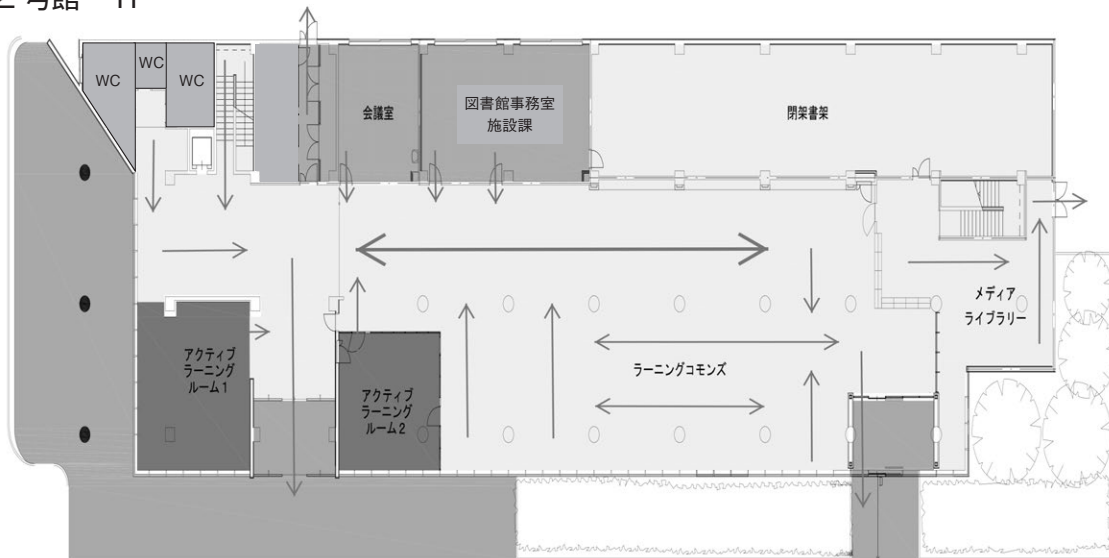 号館
WC
WC
WC
会議室
図書館事務室
施設課
閉架書架
メディア
ライブラリー
アクティブ
ラーニング
ルーム1
アクティブ
ラーニング
ルーム2
ラーニングコモンズ